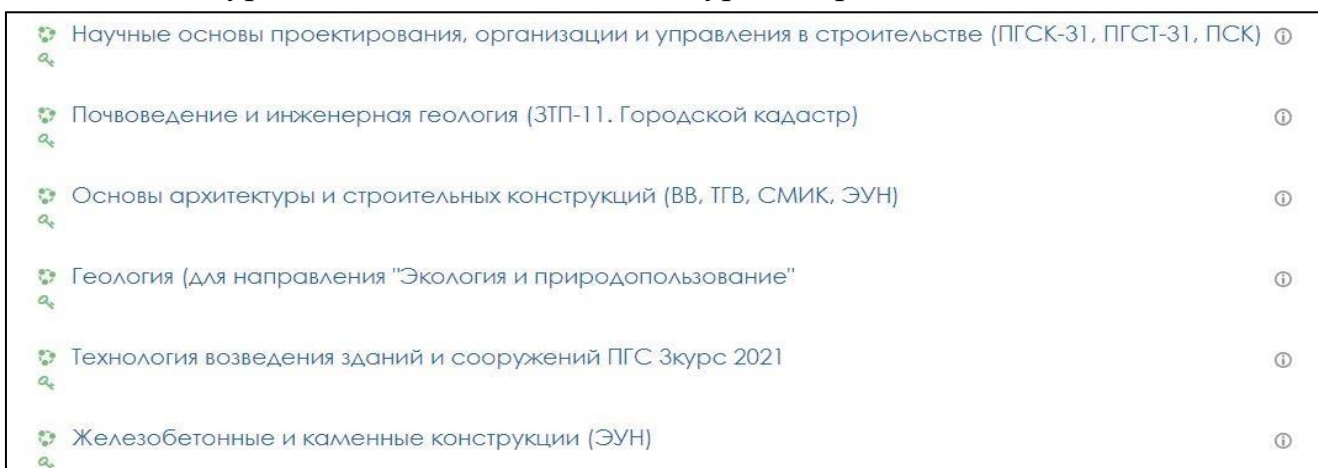 Научные основы проектирования, организации и управления в строительстве (ПГСК-31, ПГСТ-31, ПСК)
Почвоведение и инженерная геология (ЗТП-11. Городской кадастр)
Основы архитектуры и строительных конструкций (ВВ, ТГВ, СМИК, ЭУН)
Геология (для направления "Экология и природопользование"
Технология возведения зданий и сооружений ПГС 3курс 2021
Железобетонные и каменные конструкции (ЭУН)